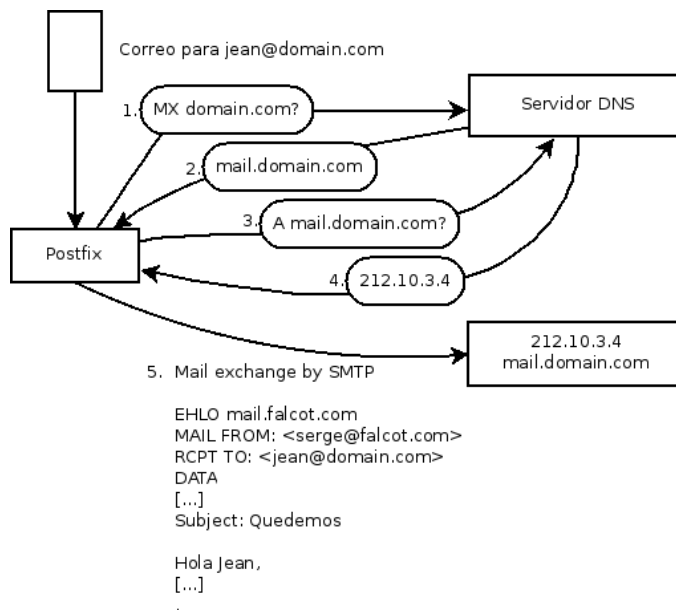 Correo para jean@domain.com
1. MX domain.com?
Servidor DNS
2. mail.domain.com
3. A mail.domain.com?
Postfix
4. 212.10.3.4
212.10.3.4
mail.domain.com
5. Mail exchange by SMTP
EHLO mail.falcot.com
MAIL FROM: <serge@falcot.com>
RCPT TO: <jean@domain.com>
DATA
[...]
Subject: Quedemos
Hola Jean,
[...]
.